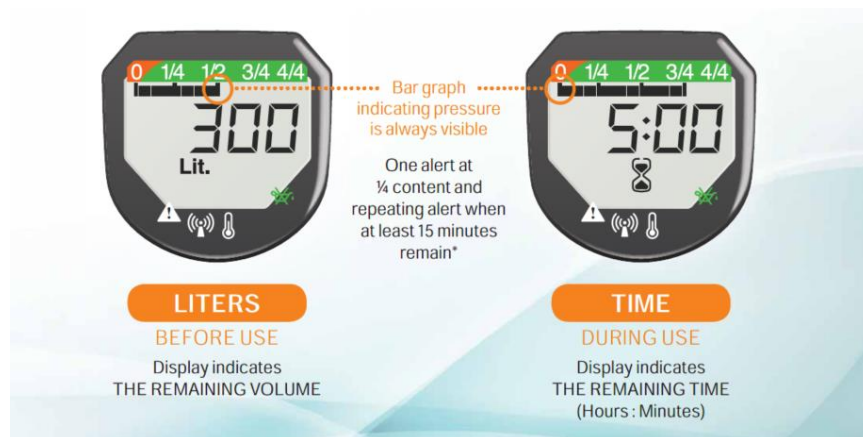 0 1/4 1/2 3/4 4/4
300
Lit.
LITERS
BEFORE USE
Display indicates
THE REMAINING VOLUME
Bar graph
indicating pressure
is always visible
One alert at
¼ content and
repeating alert when
at least 15 minutes
remain*
0 1/4 1/2 3/4 4/4
5:00
TIME
DURING USE
Display indicates
THE REMAINING TIME
(Hours : Minutes)